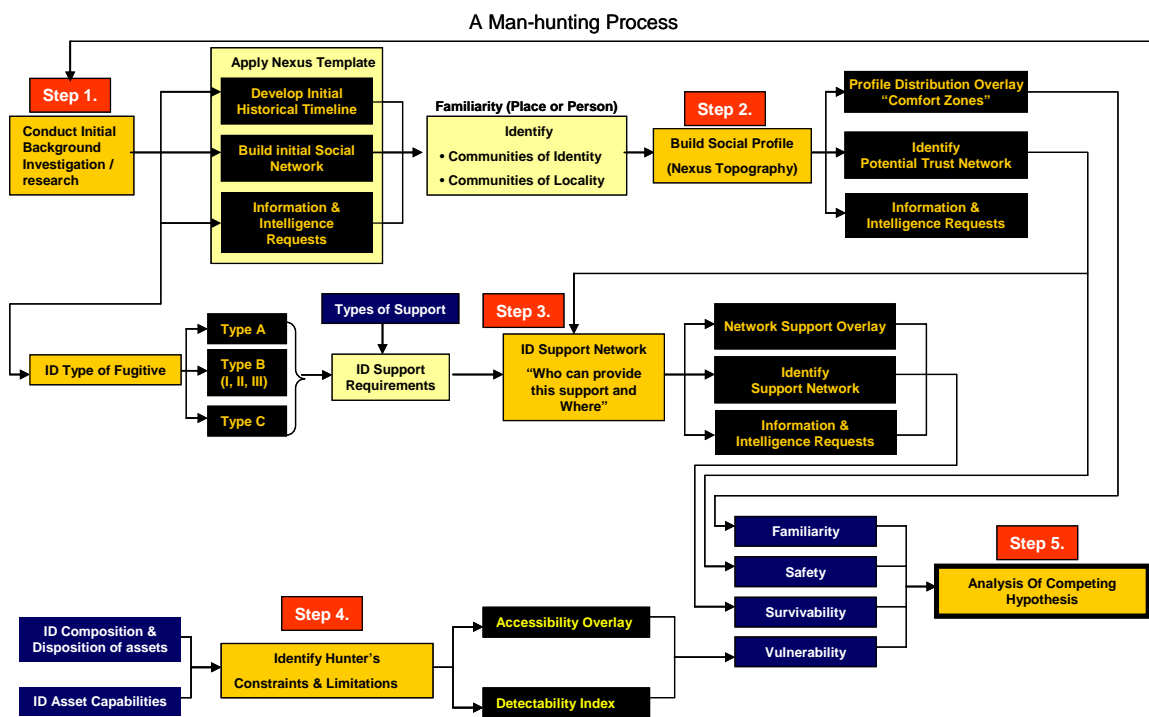 A Man-hunting Process
Step 1.
Conduct Initial
Background
Investigation /
research
Apply Nexus Template
Develop Initial
Historical Timeline
Build initial Social
Network
Information &
Intelligence
Requests
Familiarity (Place or Person)
Identify
• Communities of Identity
• Communities of Locality
Step 2.
Build Social Profile
(Nexus Topography)
Profile Distribution Overlay
“Comfort Zones”
Identify
Potential Trust Network
Information &
Intelligence Requests
ID Type of Fugitive
Type A
Type B
(I, II, III)
Type C
Types of Support
ID Support
Requirements
Step 3.
ID Support Network
“Who can provide
this support and
Where”
Network Support Overlay
Identify
Support Network
Information &
Intelligence Requests
Familiarity
Safety
Survivability
Vulnerability
Step 5.
Analysis Of Competing
Hypothesis
Step 4.
ID Composition &
Disposition of assets
ID Asset Capabilities
Identify Hunter’s
Constraints & Limitations
Accessibility Overlay
Detectability Index